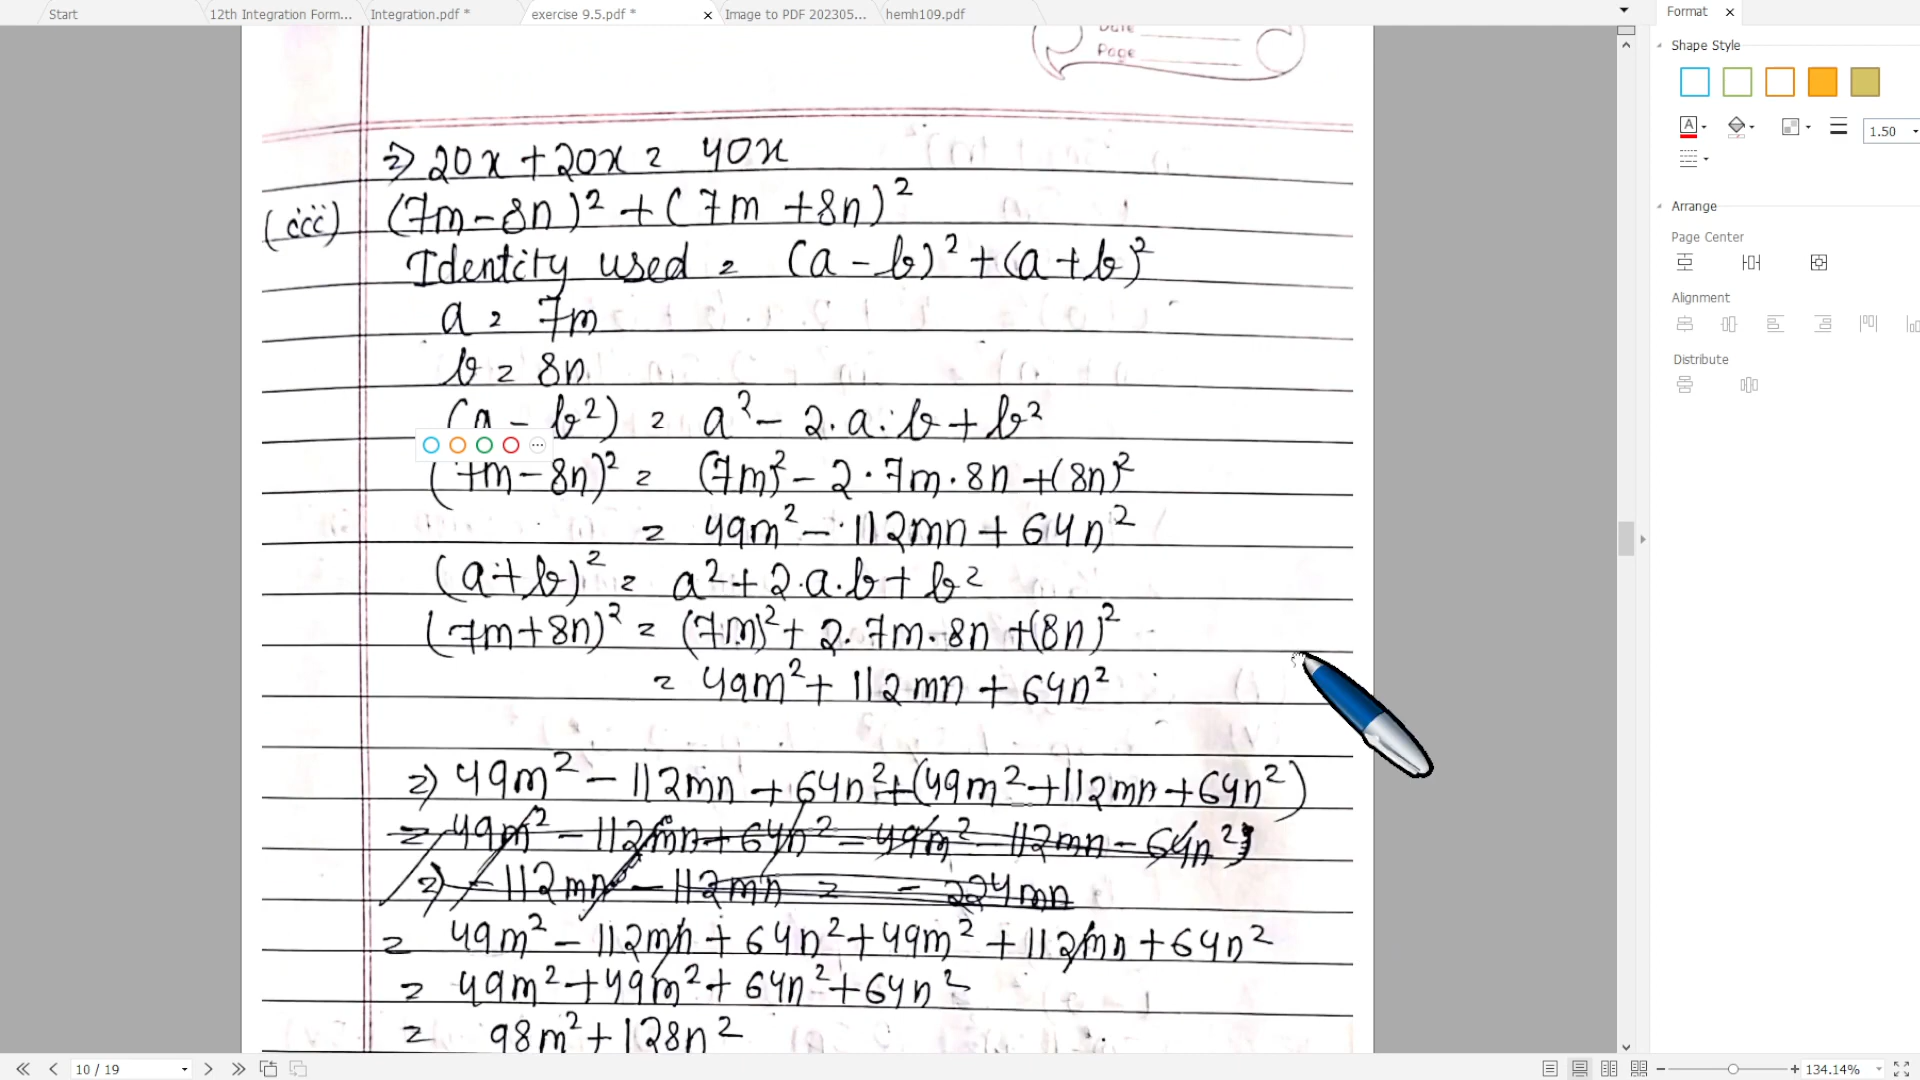 Start 12th Integration Form... Integration.pdf * exercise 9.5.pdf * Image to PDF 202305... hemh109.pdf
Format
Shape Style
1.50
Arrange
Page Center
Alignment
Distribute
Date
Page
⇒ 20x + 20x = 40x
(iii) (7m - 8n)² + (7m + 8n)²
Identity used = (a - b)² + (a + b)²
a = 7m
b = 8n
(a - b²) = a² - 2.a.b + b²
(7m - 8n)² = (7m)² - 2.7m.8n + (8n)²
= 49m² - 112mn + 64n²
(a + b)² = a² + 2.a.b + b²
(7m + 8n)² = (7m)² + 2.7m.8n + (8n)²
= 49m² + 112mn + 64n²
⇒ 49m² - 112mn + 64n² + (49m² + 112mn + 64n²)
= 49m² - 112mn + 64n² - 49m² - 112mn - 64n²
⇒ - 112mn - 112mn = - 224mn
= 49m² - 112mn + 64n² + 49m² + 112mn + 64n²
= 49m² + 49m² + 64n² + 64n²
= 98m² + 128n²
10 / 19
134.14%